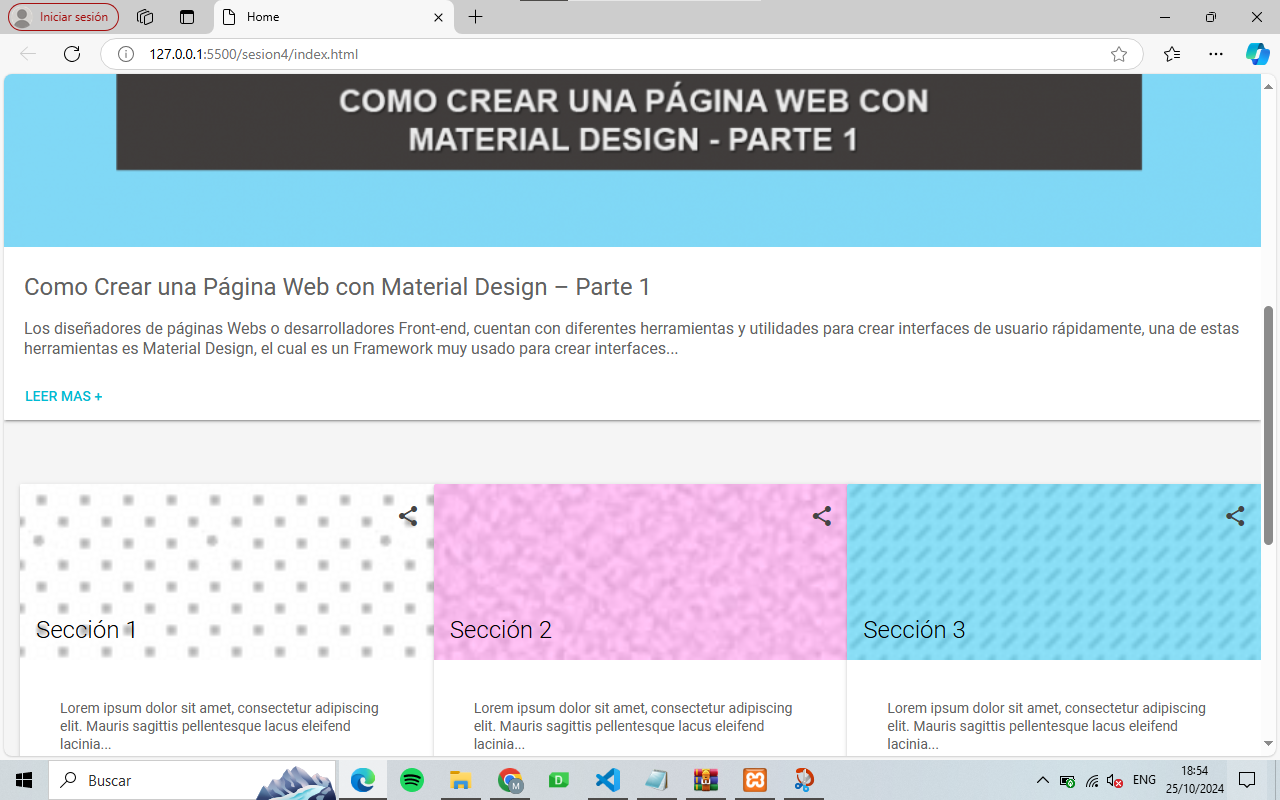 Iniciar sesión
Home
127.0.0.1:5500/sesion4/index.html
COMO CREAR UNA PÁGINA WEB CON
MATERIAL DESIGN - PARTE 1
Como Crear una Página Web con Material Design – Parte 1
Los diseñadores de páginas Webs o desarrolladores Front-end, cuentan con diferentes herramientas y utilidades para crear interfaces de usuario rápidamente, una de estas
herramientas es Material Design, el cual es un Framework muy usado para crear interfaces...
LEER MAS +
Sección 1
Lorem ipsum dolor sit amet, consectetur adipiscing
elit. Mauris sagittis pellentesque lacus eleifend
lacinia...
Sección 2
Lorem ipsum dolor sit amet, consectetur adipiscing
elit. Mauris sagittis pellentesque lacus eleifend
lacinia...
Sección 3
Lorem ipsum dolor sit amet, consectetur adipiscing
elit. Mauris sagittis pellentesque lacus eleifend
lacinia...
Buscar
M
D
ENG
18:54
25/10/2024